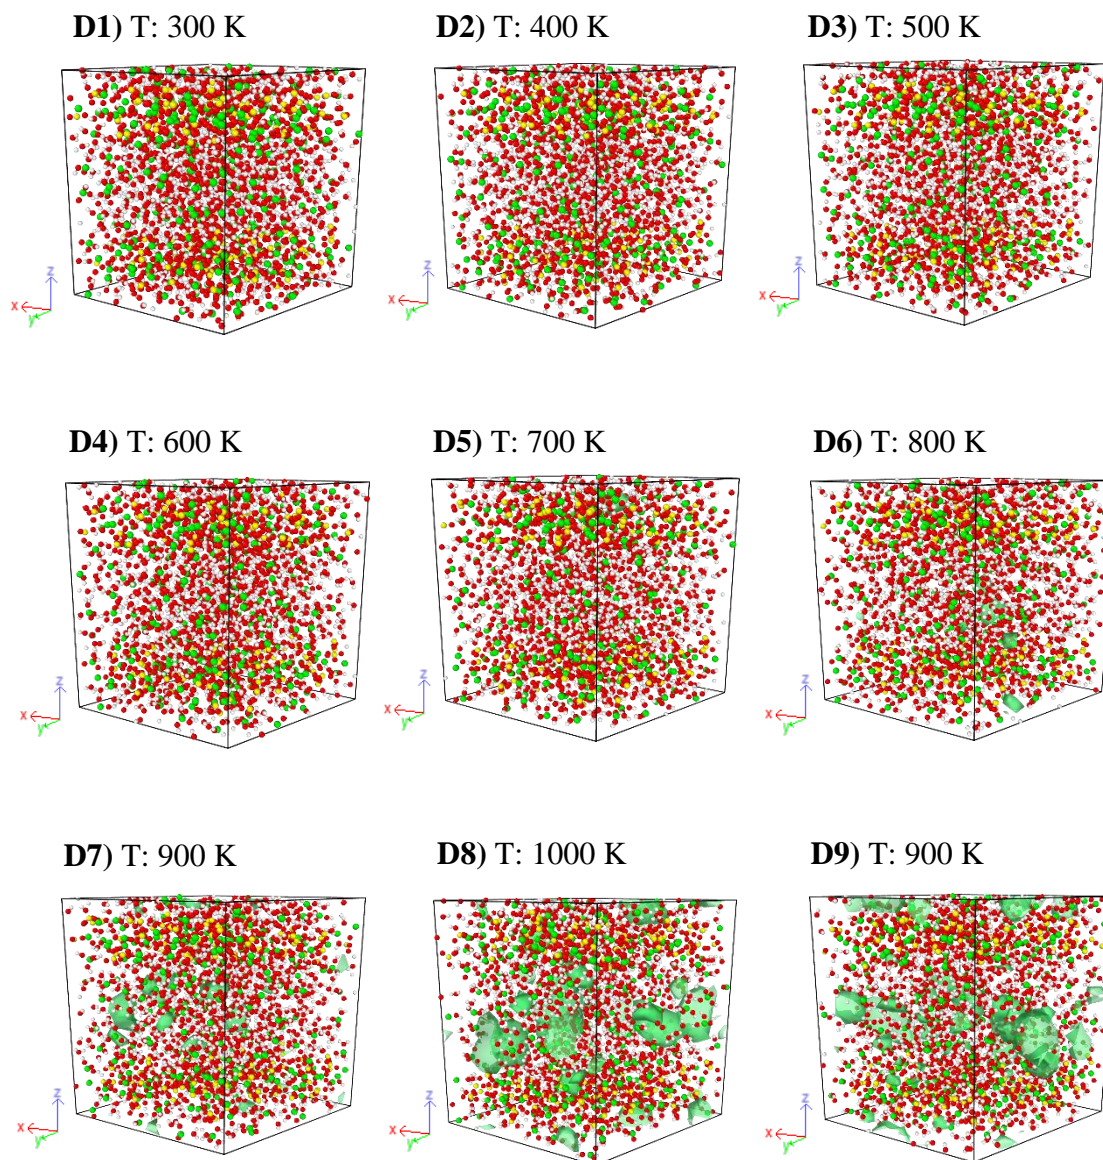 D1) T: 300 K
D2) T: 400 K
D3) T: 500 K
z
x
y
z
x
y
z
x
y
D4) T: 600 K
D5) T: 700 K
D6) T: 800 K
z
x
y
z
x
y
z
x
y
D7) T: 900 K
D8) T: 1000 K
D9) T: 900 K
z
x
y
z
x
y
z
x
y